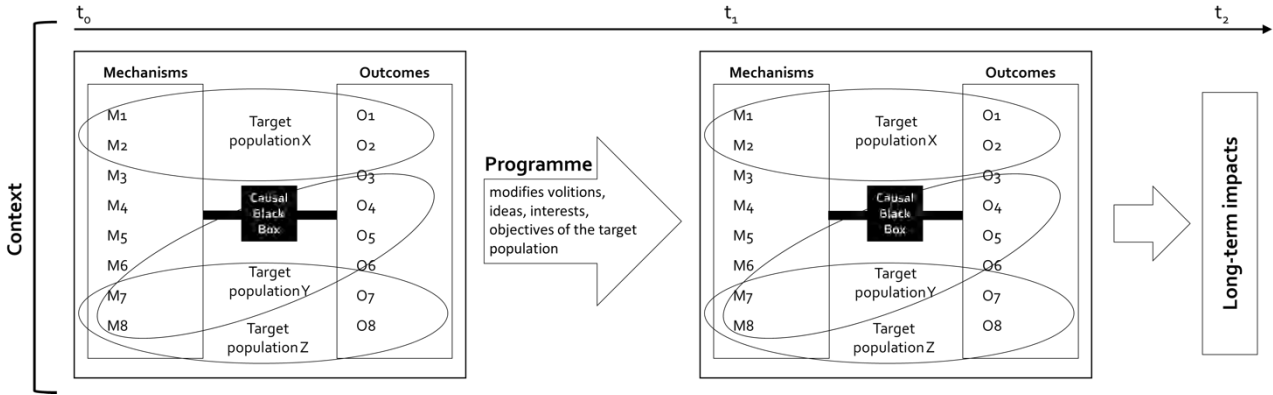 t₀
t₁
t₂
Context
Mechanisms
Outcomes
M1
M2
M3
M4
M5
M6
M7
M8
Target
population X
Causal
Black
Box
Target
population Y
Target
population Z
O1
O2
O3
O4
O5
O6
O7
O8
Programme
modifies volitions,
ideas, interests,
objectives of the target
population
Mechanisms
Outcomes
M1
M2
M3
M4
M5
M6
M7
M8
Target
population X
Causal
Black
Box
Target
population Y
Target
population Z
O1
O2
O3
O4
O5
O6
O7
O8
Long-term impacts